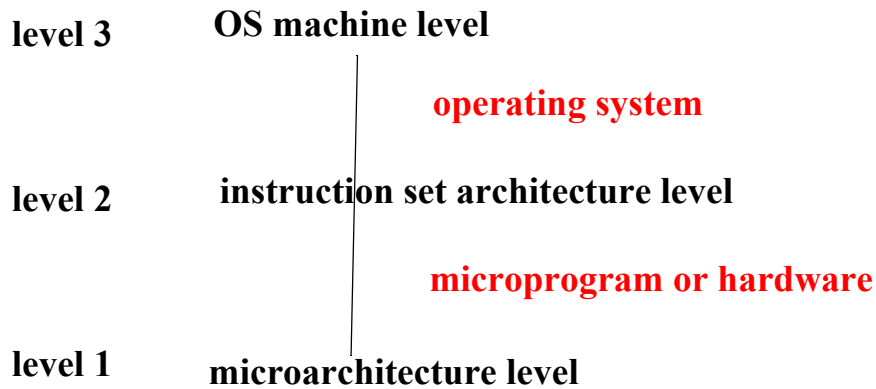 level 3 OS machine level
operating system
level 2 instruction set architecture level
microprogram or hardware
level 1 microarchitecture level